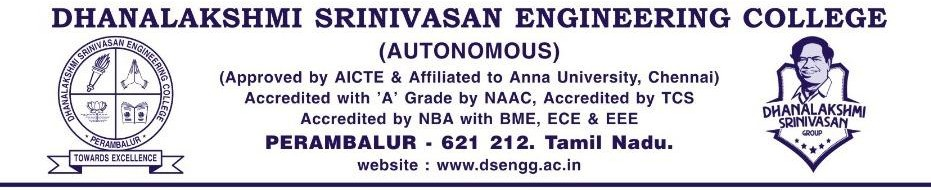 DHANALAKSHMI SRINIVASAN ENGINEERING COLLEGE
(AUTONOMOUS)
(Approved by AICTE & Affiliated to Anna University, Chennai)
Accredited with 'A' Grade by NAAC, Accredited by TCS
Accredited by NBA with BME, ECE & EEE
PERAMBALUR - 621 212. Tamil Nadu.
website : www.dsengg.ac.in
DHANALAKSHMI SRINIVASAN ENGINEERING COLLEGE
• PERAMBALUR •
TOWARDS EXCELLENCE
DHANALAKSHMI
SRINIVASAN
GROUP